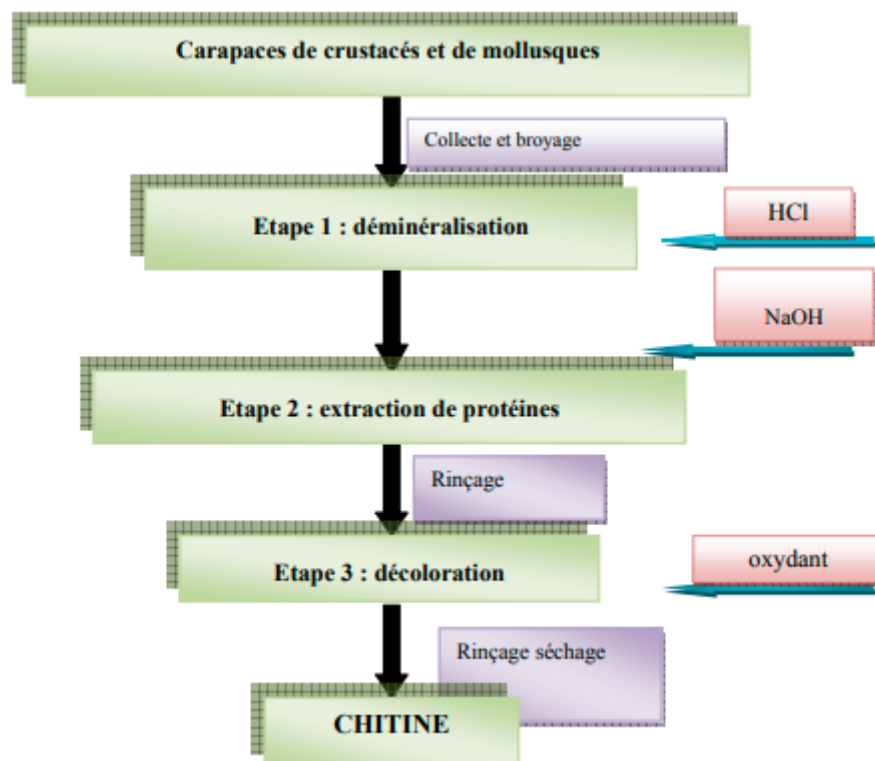 Carapaces de crustacés et de mollusques
Collecte et broyage
Etape 1 : déminéralisation
HCl
NaOH
Etape 2 : extraction de protéines
Rinçage
Etape 3 : décoloration
oxydant
Rinçage séchage
CHITINE